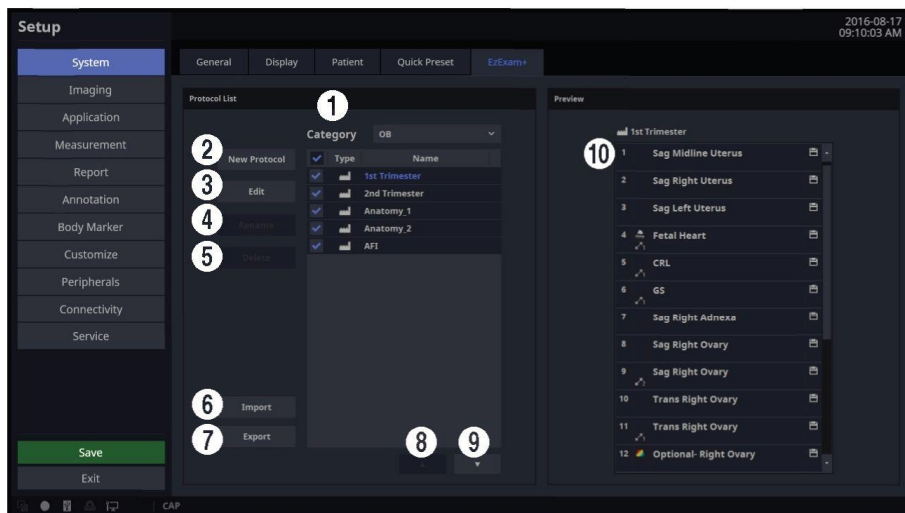 Setup
2016-08-17
09:10:03 AM
System
Imaging
Application
Measurement
Report
Annotation
Body Marker
Customize
Peripherals
Connectivity
Service
Save
Exit
General Display Patient Quick Preset EzExam+
Protocol List
1
Category OB
2 New Protocol
3 Edit
4 Rename
5 Delete
6 Import
7 Export
Type Name
1st Trimester
2nd Trimester
Anatomy_1
Anatomy_2
AFI
8 9
Preview
1st Trimester
10
1 Sag Midline Uterus
2 Sag Right Uterus
3 Sag Left Uterus
4 Fetal Heart
5 CRL
6 GS
7 Sag Right Adnexa
8 Sag Right Ovary
9 Sag Right Ovary
10 Trans Right Ovary
11 Trans Right Ovary
12 Optional- Right Ovary
CAP